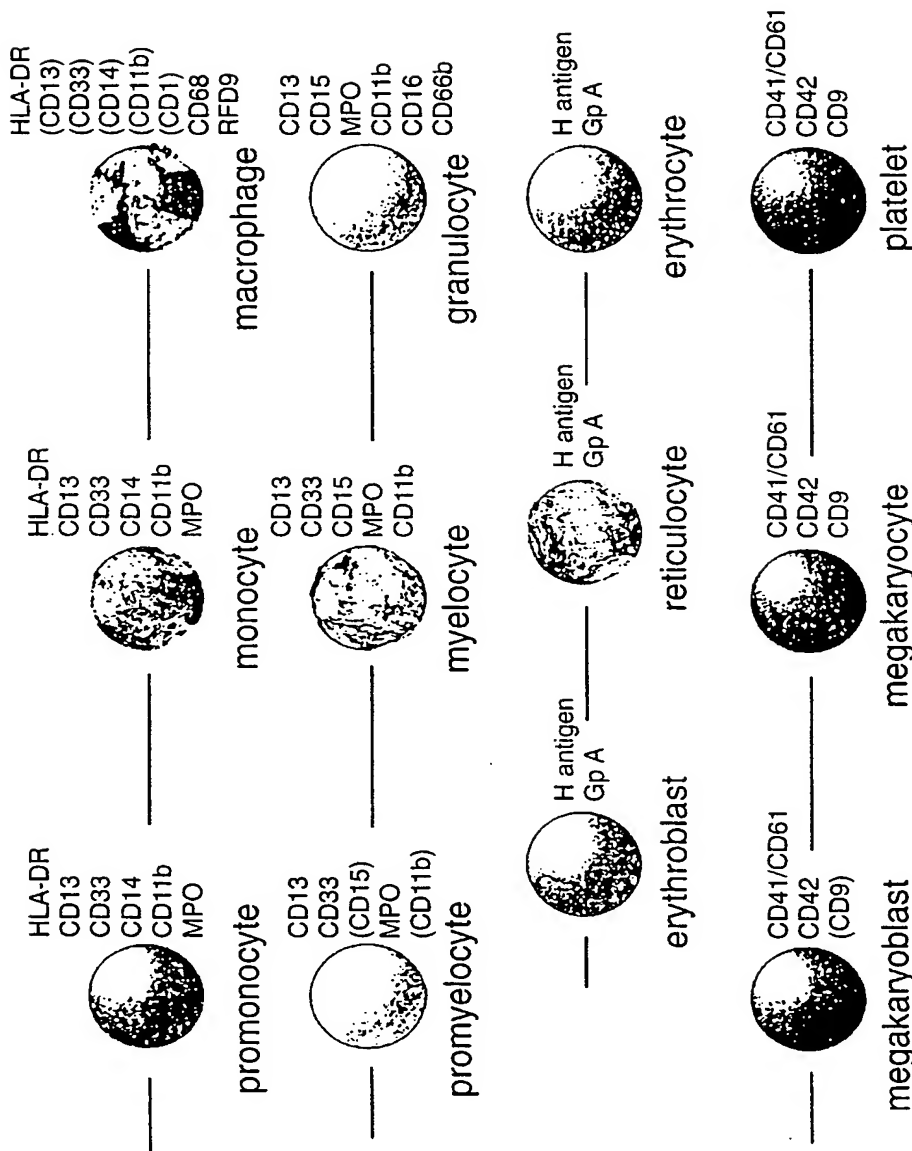 HLA-DR
CD13
CD33
CD14
CD11b
MPO
promonocyte
HLA-DR
CD13
CD33
CD14
CD11b
MPO
monocyte
HLA-DR
(CD13)
(CD33)
(CD14)
(CD11b)
(CD1)
CD68
RFD9
macrophage
CD13
CD33
(CD15)
MPO
(CD11b)
promyelocyte
CD13
CD33
CD15
MPO
CD11b
myelocyte
CD13
CD15
MPO
CD11b
CD16
CD66b
granulocyte
H antigen
Gp A
erythroblast
H antigen
Gp A
reticulocyte
H antigen
Gp A
erythrocyte
CD41/CD61
CD42
(CD9)
megakaryoblast
CD41/CD61
CD42
CD9
megakaryocyte
CD41/CD61
CD42
CD9
platelet